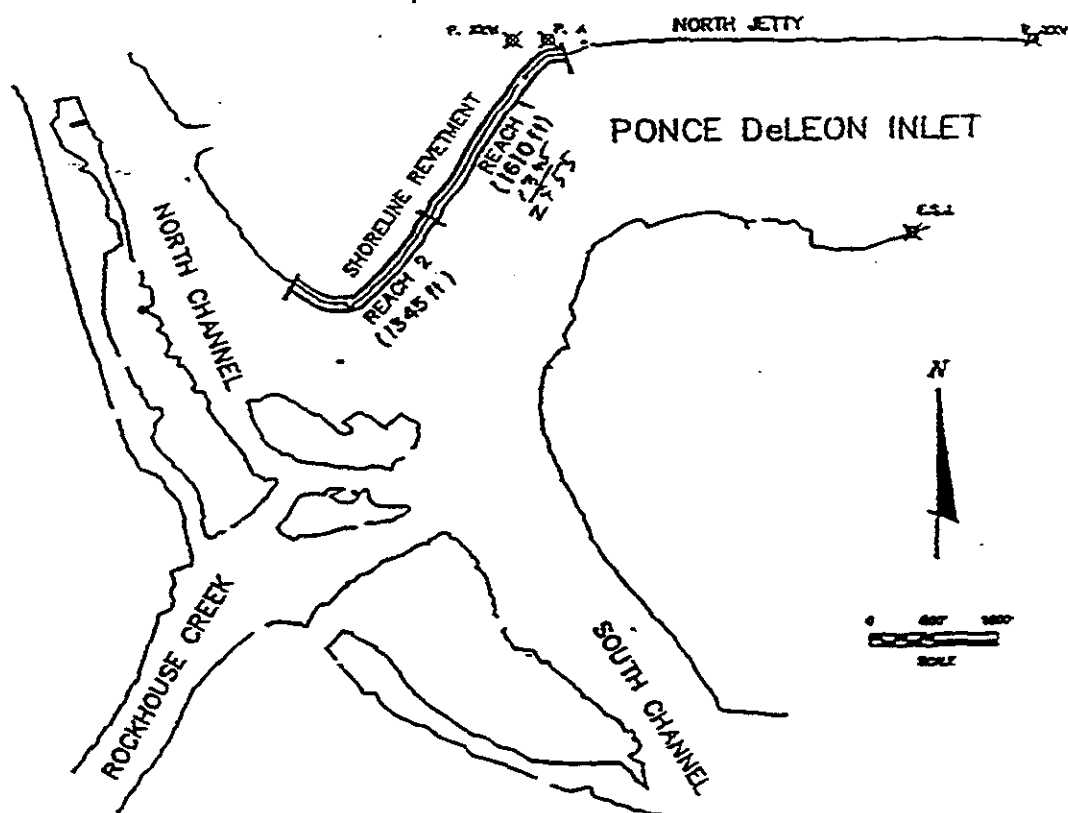 NORTH JETTY
PONCE DeLEON INLET
SHORELINE REVETMENT
REACH
(1610 ft)
REACH 2
(1345 ft)
NORTH CHANNEL
N
ROCKHOUSE CREEK
SOUTH CHANNEL
0
SCALE